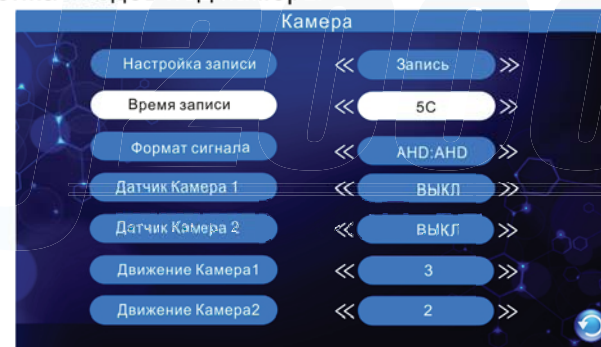 Камера
Настройка записи « Запись »
Время записи « 5С »
Формат сигнала « AHD:AHD »
Датчик Камера 1 « ВЫКЛ »
Датчик Камера 2 « ВЫКЛ »
Движение Камера1 « 3 »
Движение Камера2 « 2 »